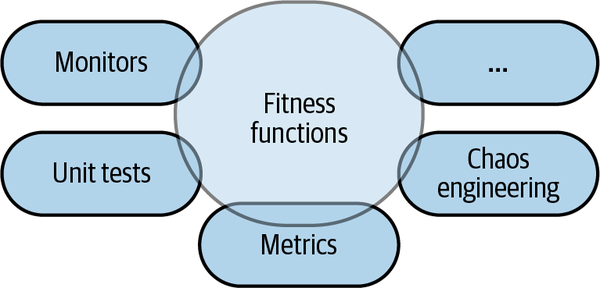 Monitors
...
Fitness
functions
Unit tests
Chaos
engineering
Metrics